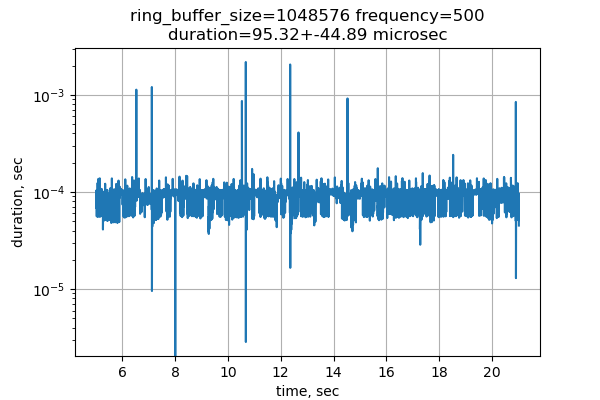 ring_buffer_size=1048576 frequency=500
duration=95.32+-44.89 microsec
duration, sec
10⁻³
10⁻⁴
10⁻⁵
6 8 10 12 14 16 18 20
time, sec